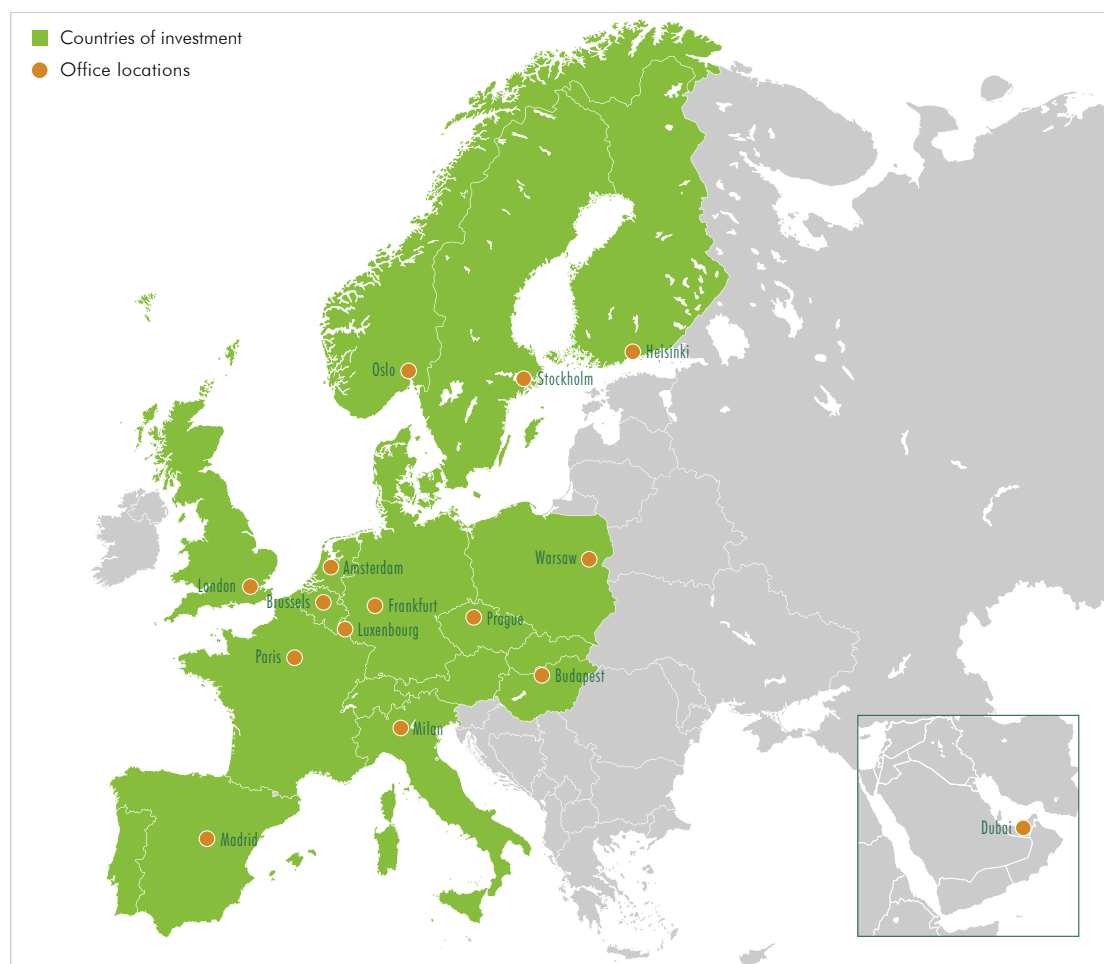 Countries of investment
Office locations
Helsinki
Oslo
Stockholm
Warsaw
Amsterdam
London
Brussels
Frankfurt
Prague
Luxenbourg
Paris
Budapest
Milan
Dubai
Madrid